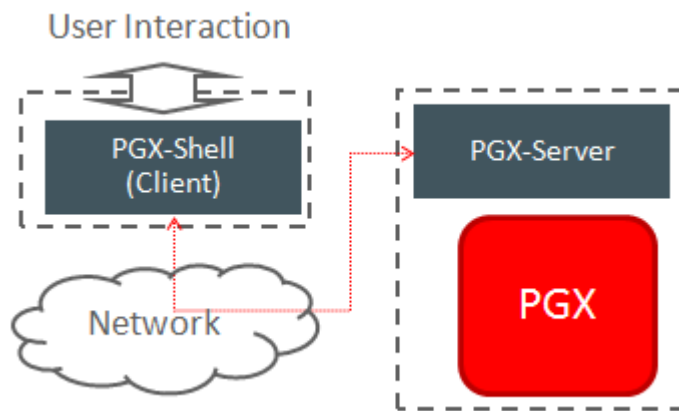 User Interaction
PGX-Shell
(Client)
PGX-Server
Network
PGX